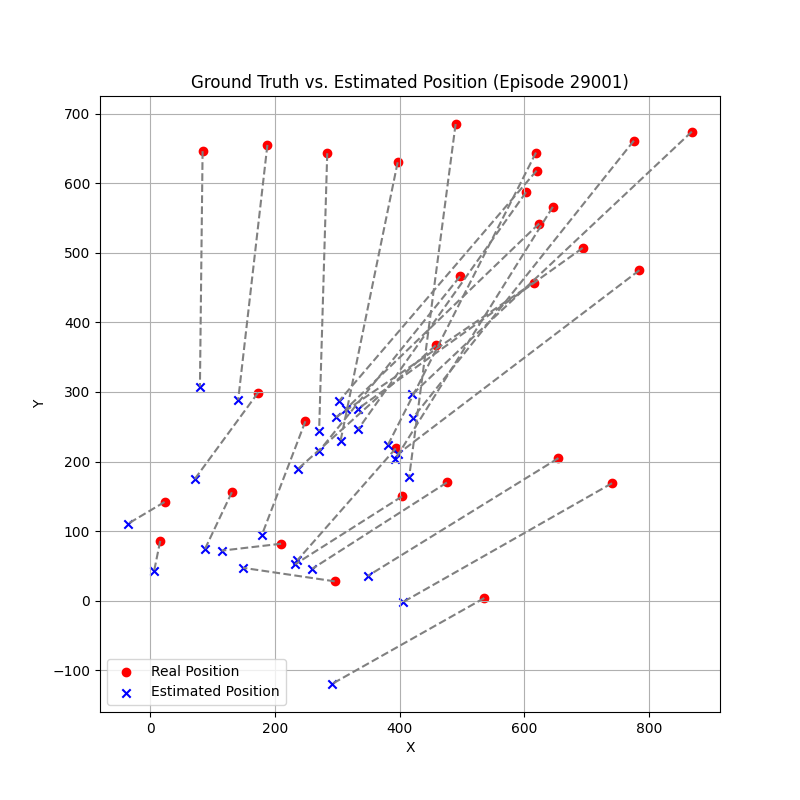 Ground Truth vs. Estimated Position (Episode 29001)
700
600
500
400
300
200
100
0
−100
Y
Real Position
Estimated Position
0 200 400 600 800
X